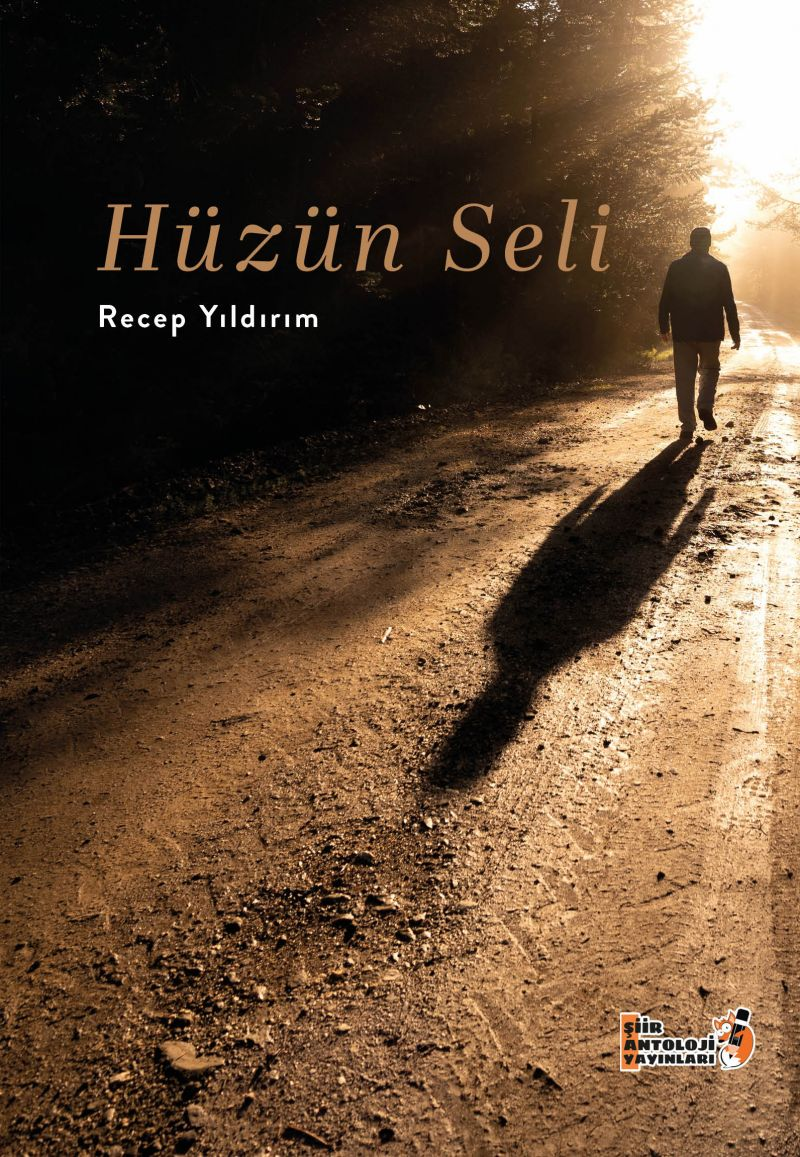 Hüzün Seli
Recep Yıldırım
ŞİİR
ANTOLOJİ
YAYINLARI